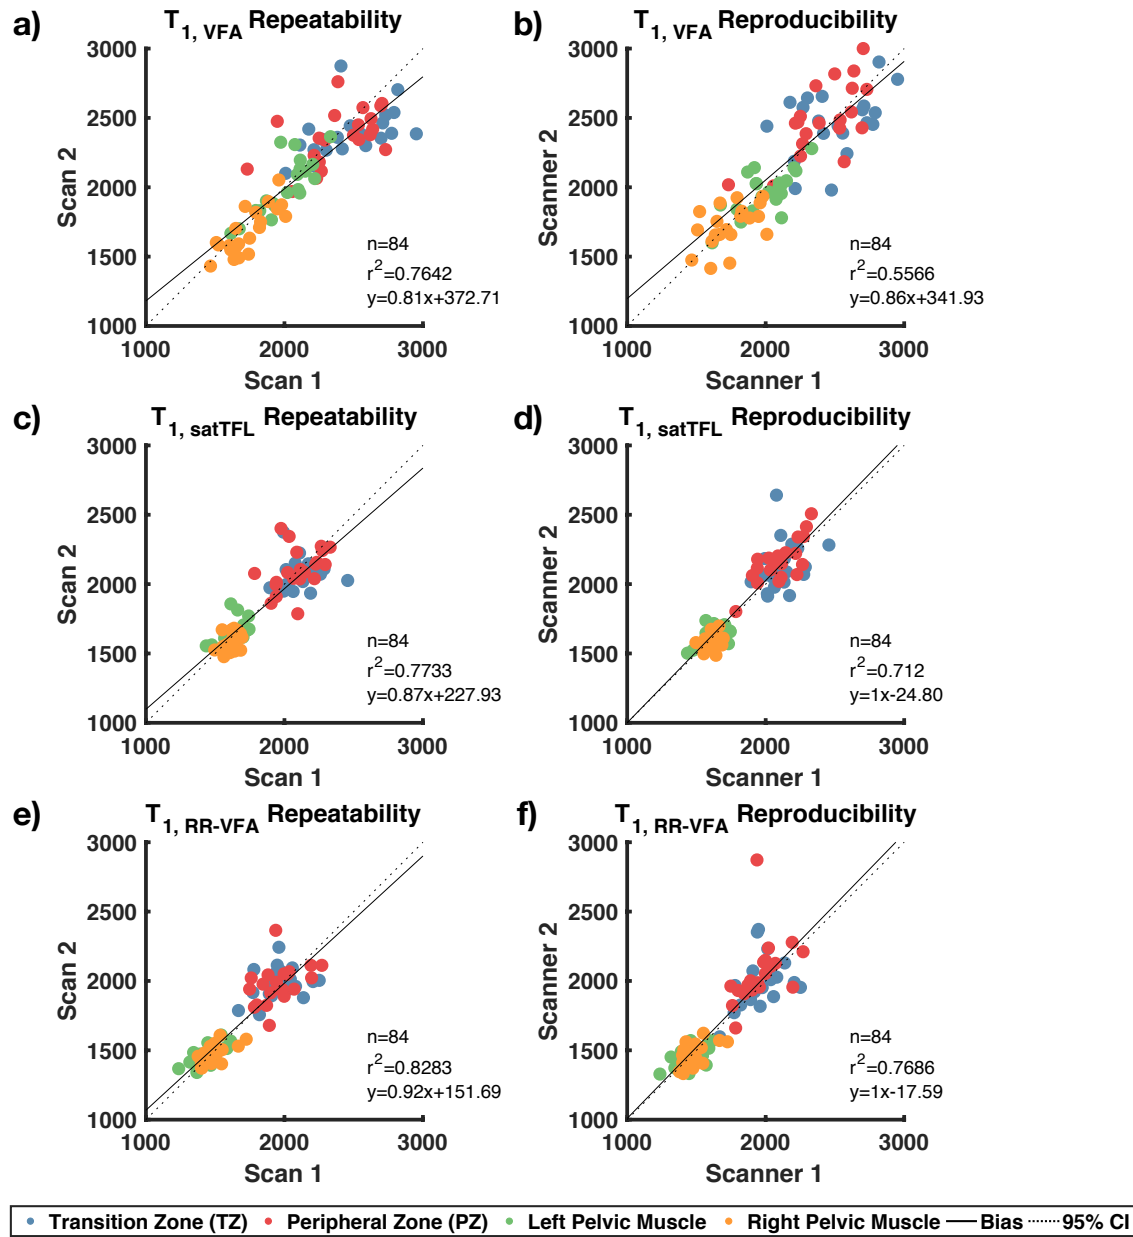 a)
T1, VFA Repeatability
3000
2500
2000
1500
1000
1000 2000 3000
Scan 2
Scan 1
n=84
r2=0.7642
y=0.81x+372.71
b)
T1, VFA Reproducibility
3000
2500
2000
1500
1000
1000 2000 3000
Scanner 2
Scanner 1
n=84
r2=0.5566
y=0.86x+341.93
c)
T1, satTFL Repeatability
3000
2500
2000
1500
1000
1000 2000 3000
Scan 2
Scan 1
n=84
r2=0.7733
y=0.87x+227.93
d)
T1, satTFL Reproducibility
3000
2500
2000
1500
1000
1000 2000 3000
Scanner 2
Scanner 1
n=84
r2=0.712
y=1x-24.80
e)
T1, RR-VFA Repeatability
3000
2500
2000
1500
1000
1000 2000 3000
Scan 2
Scan 1
n=84
r2=0.8283
y=0.92x+151.69
f)
T1, RR-VFA Reproducibility
3000
2500
2000
1500
1000
1000 2000 3000
Scanner 2
Scanner 1
n=84
r2=0.7686
y=1x-17.59
Transition Zone (TZ) Peripheral Zone (PZ) Left Pelvic Muscle Right Pelvic Muscle Bias 95% CI